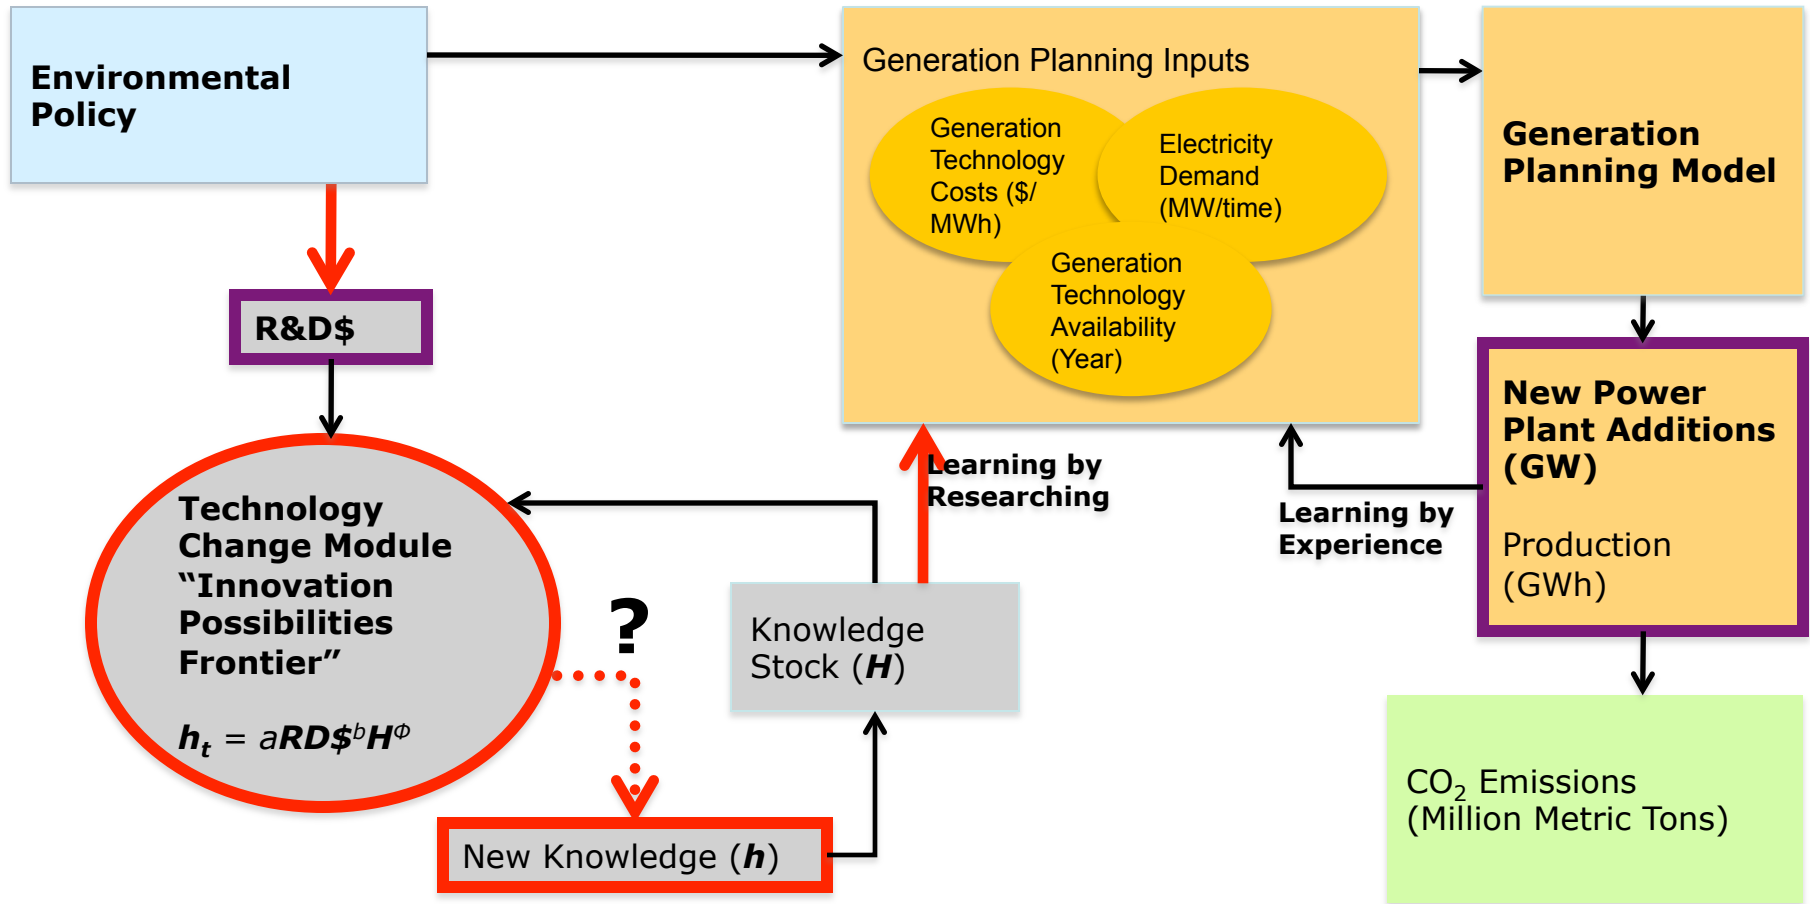 Environmental
Policy
Generation Planning Inputs
Generation
Technology
Costs ($/
MWh)
Electricity
Demand
(MW/time)
Generation
Technology
Availability
(Year)
Generation
Planning Model
R&D$
New Power
Plant Additions
(GW)
Production
(GWh)
Learning by
Researching
Learning by
Experience
Technology
Change Module
“Innovation
Possibilities
Frontier”
hₜ = aRD$ᵇH^Φ
?
Knowledge
Stock (H)
New Knowledge (h)
CO₂ Emissions
(Million Metric Tons)